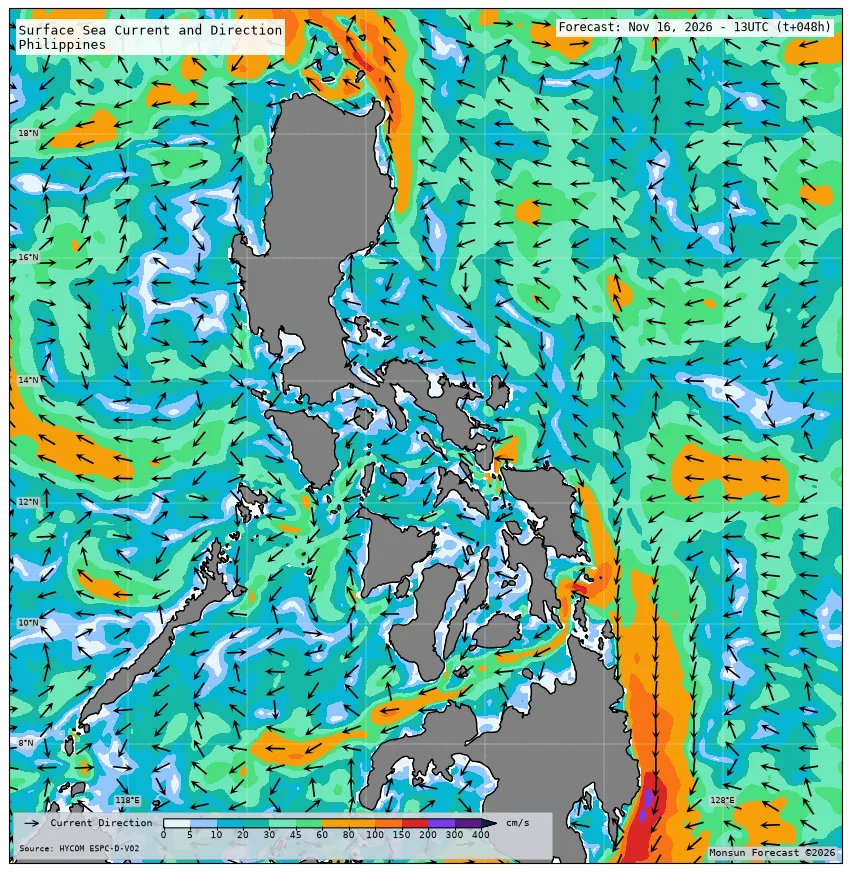 Surface Sea Current and Direction
Philippines
Forecast: Nov 16, 2026 - 13UTC (t+048h)
18°N
16°N
14°N
12°N
10°N
8°N
118°E
128°E
Current Direction
0 5 10 20 30 45 60 80 100 150 200 300 400
cm/s
Source: HYCOM ESPC-D-V02
Monsun Forecast ©2026